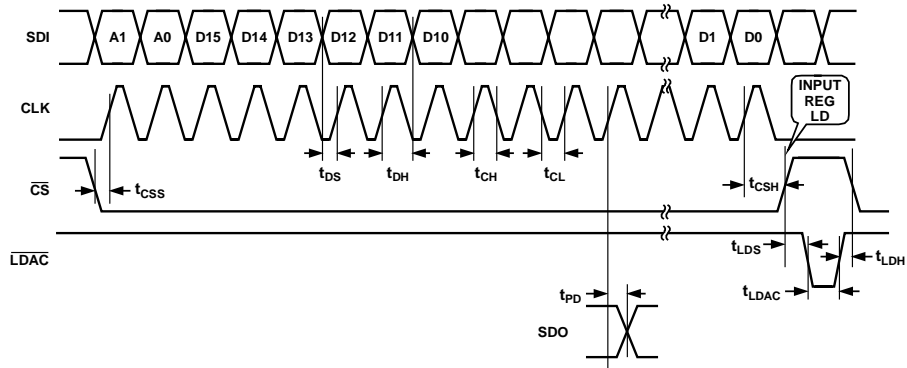 SDI A1 A0 D15 D14 D13 D12 D11 D10 D1 D0
CLK
INPUT
REG
LD
tDS tDH tCH tCL
tCSS tCSH
CS
LDAC
tLDS tLDH
tLDAC
tPD
SDO